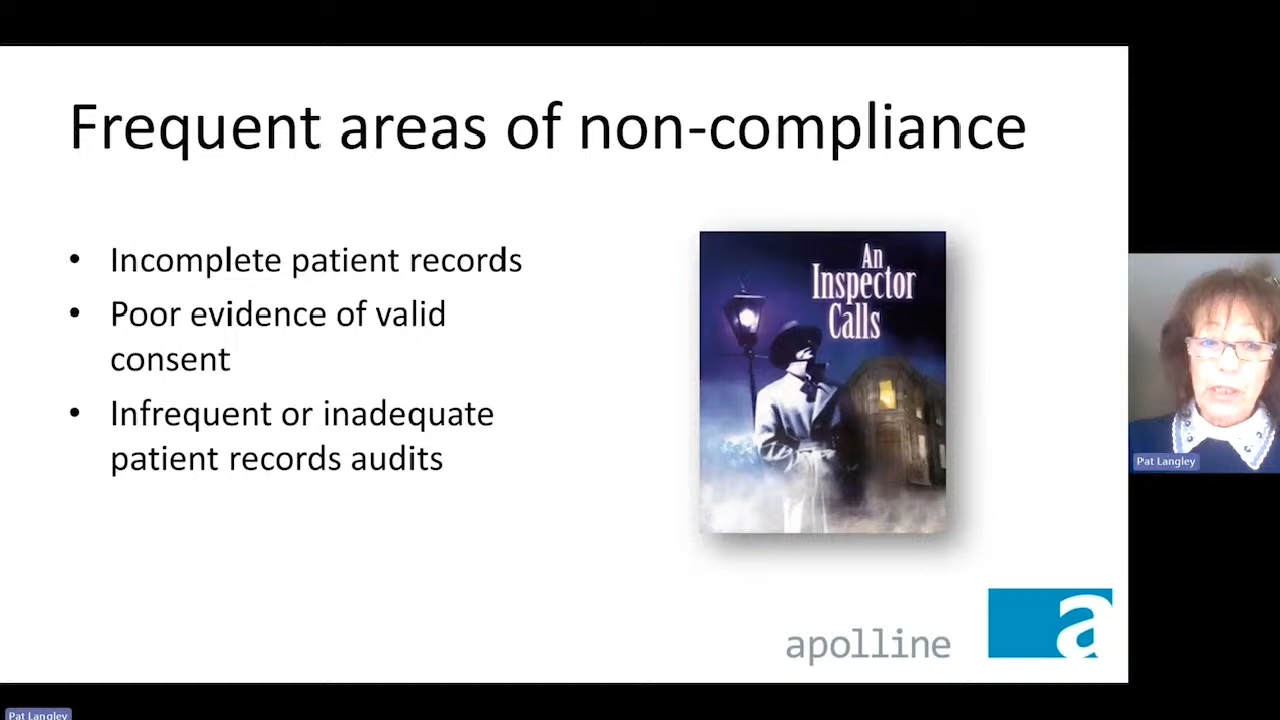 Frequent areas of non-compliance
• Incomplete patient records
• Poor evidence of valid
consent
• Infrequent or inadequate
patient records audits
An
Inspector
Calls
apolline
a
Pat Langley
Pat Langley